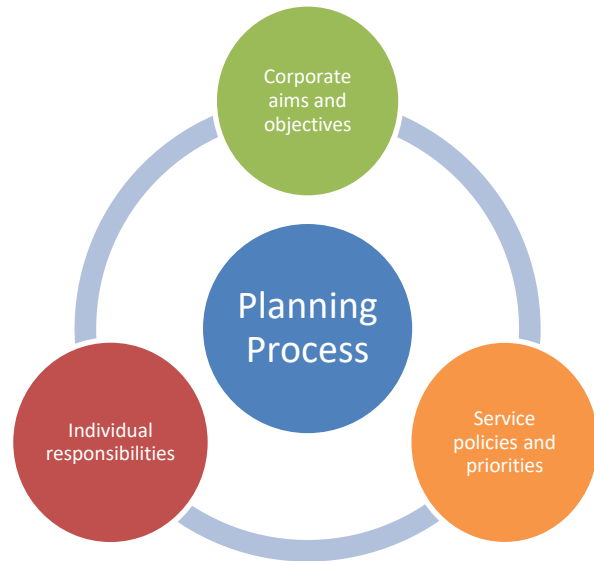 Corporate
aims and
objectives
Planning
Process
Individual
responsibilities
Service
policies and
priorities